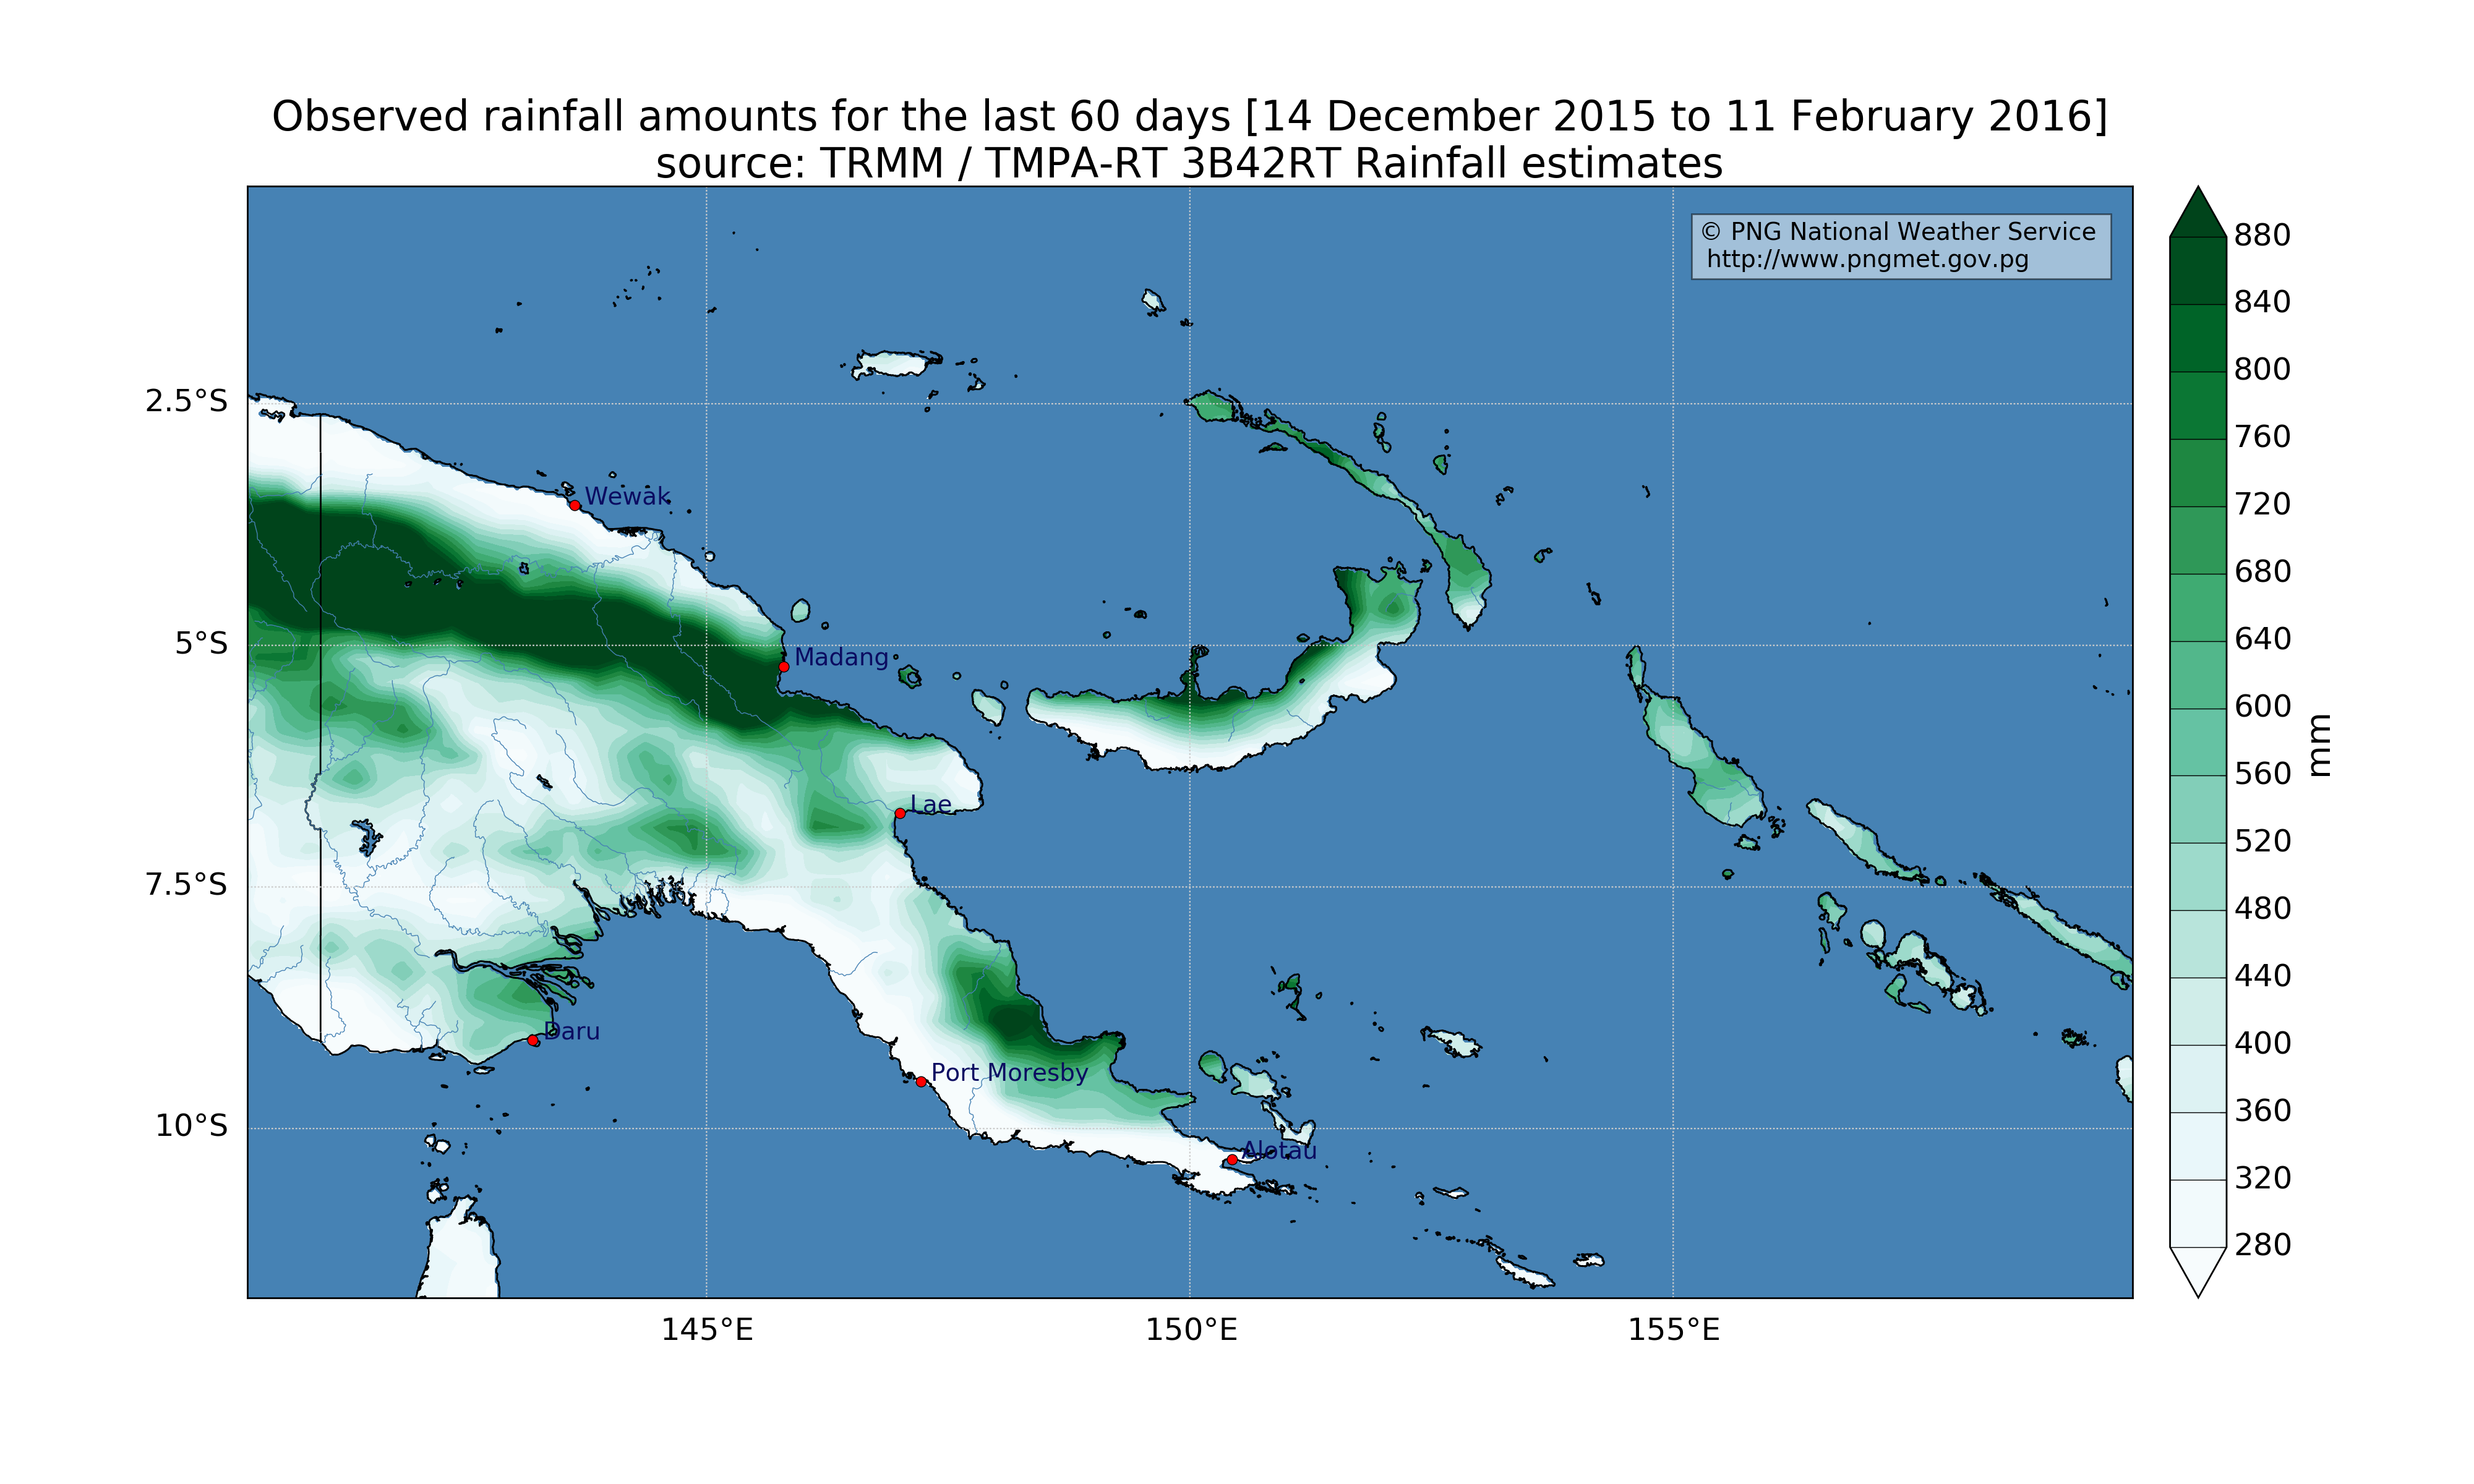 Observed rainfall amounts for the last 60 days [14 December 2015 to 11 February 2016]
source: TRMM / TMPA-RT 3B42RT Rainfall estimates
© PNG National Weather Service
http://www.pngmet.gov.pg
2.5°S
5°S
7.5°S
10°S
Wewak
Madang
Lae
Daru
Port Moresby
Alotau
145°E
150°E
155°E
880
840
800
760
720
680
640
600
560
520
480
440
400
360
320
280
mm